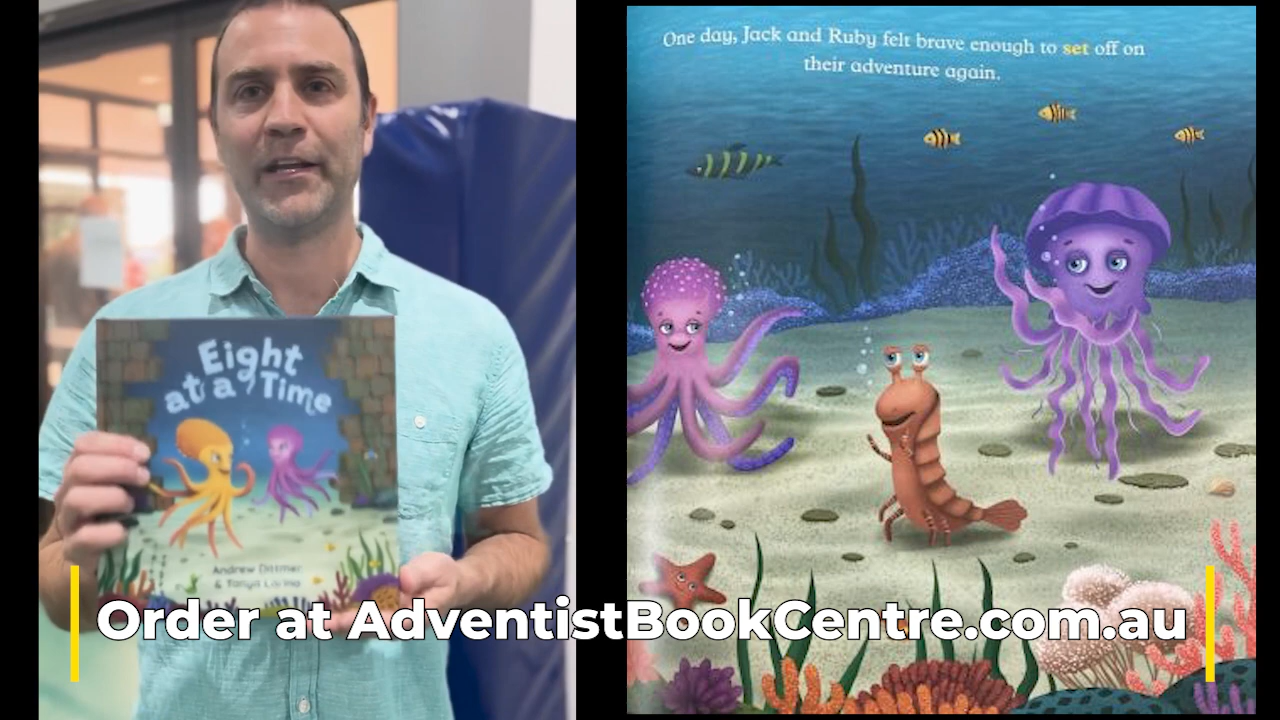 Eight
at a Time
Andrew Dittmer
& Tanya Larina
One day, Jack and Ruby felt brave enough to set off on
their adventure again.
Order at AdventistBookCentre.com.au